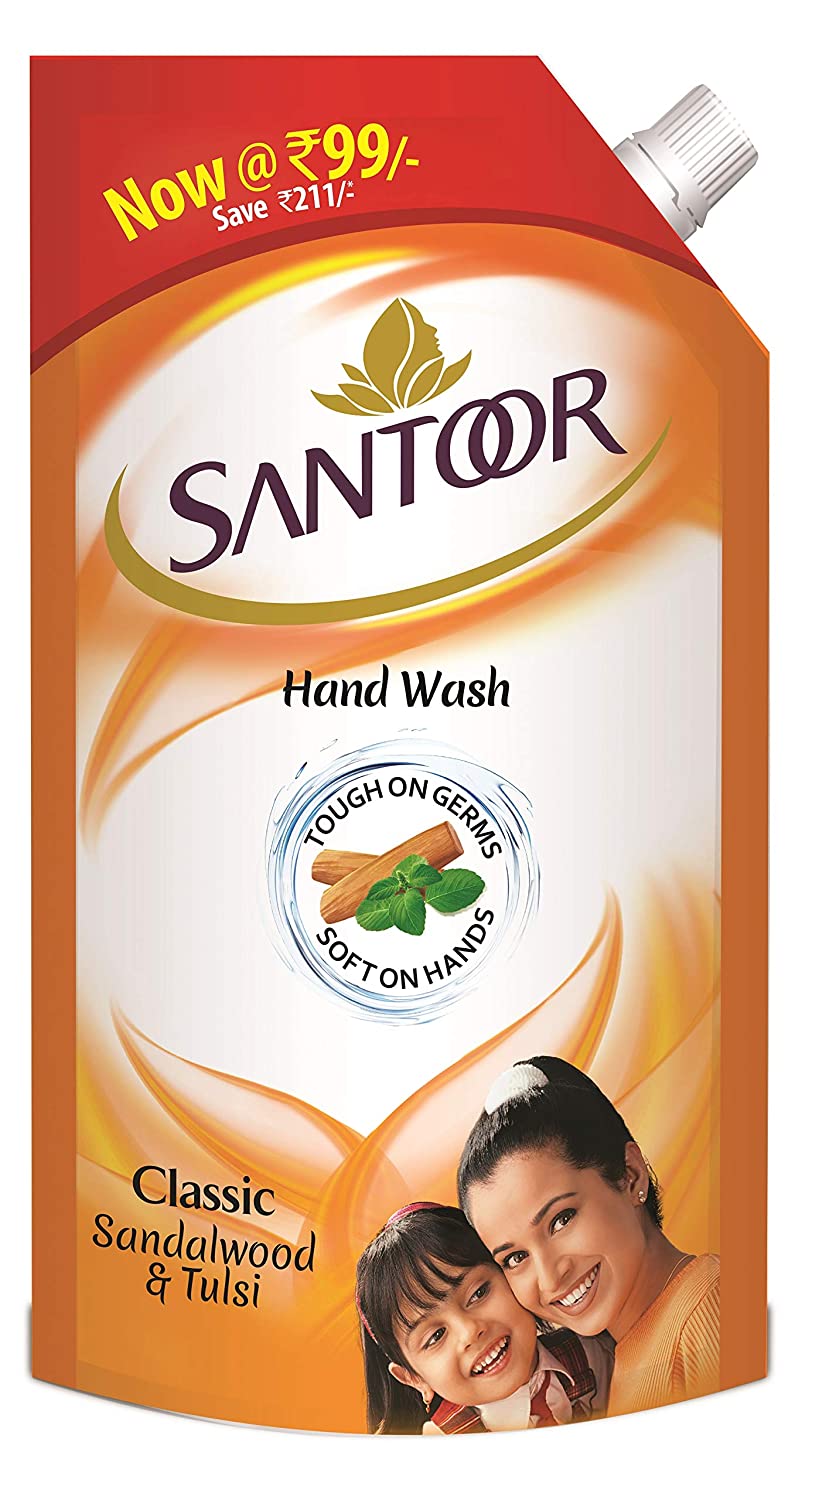 Now @ ₹99/-
Save ₹211/-*
SANTOOR
Hand Wash
TOUGH ON GERMS
SOFT ON HANDS
Classic
Sandalwood
& Tulsi